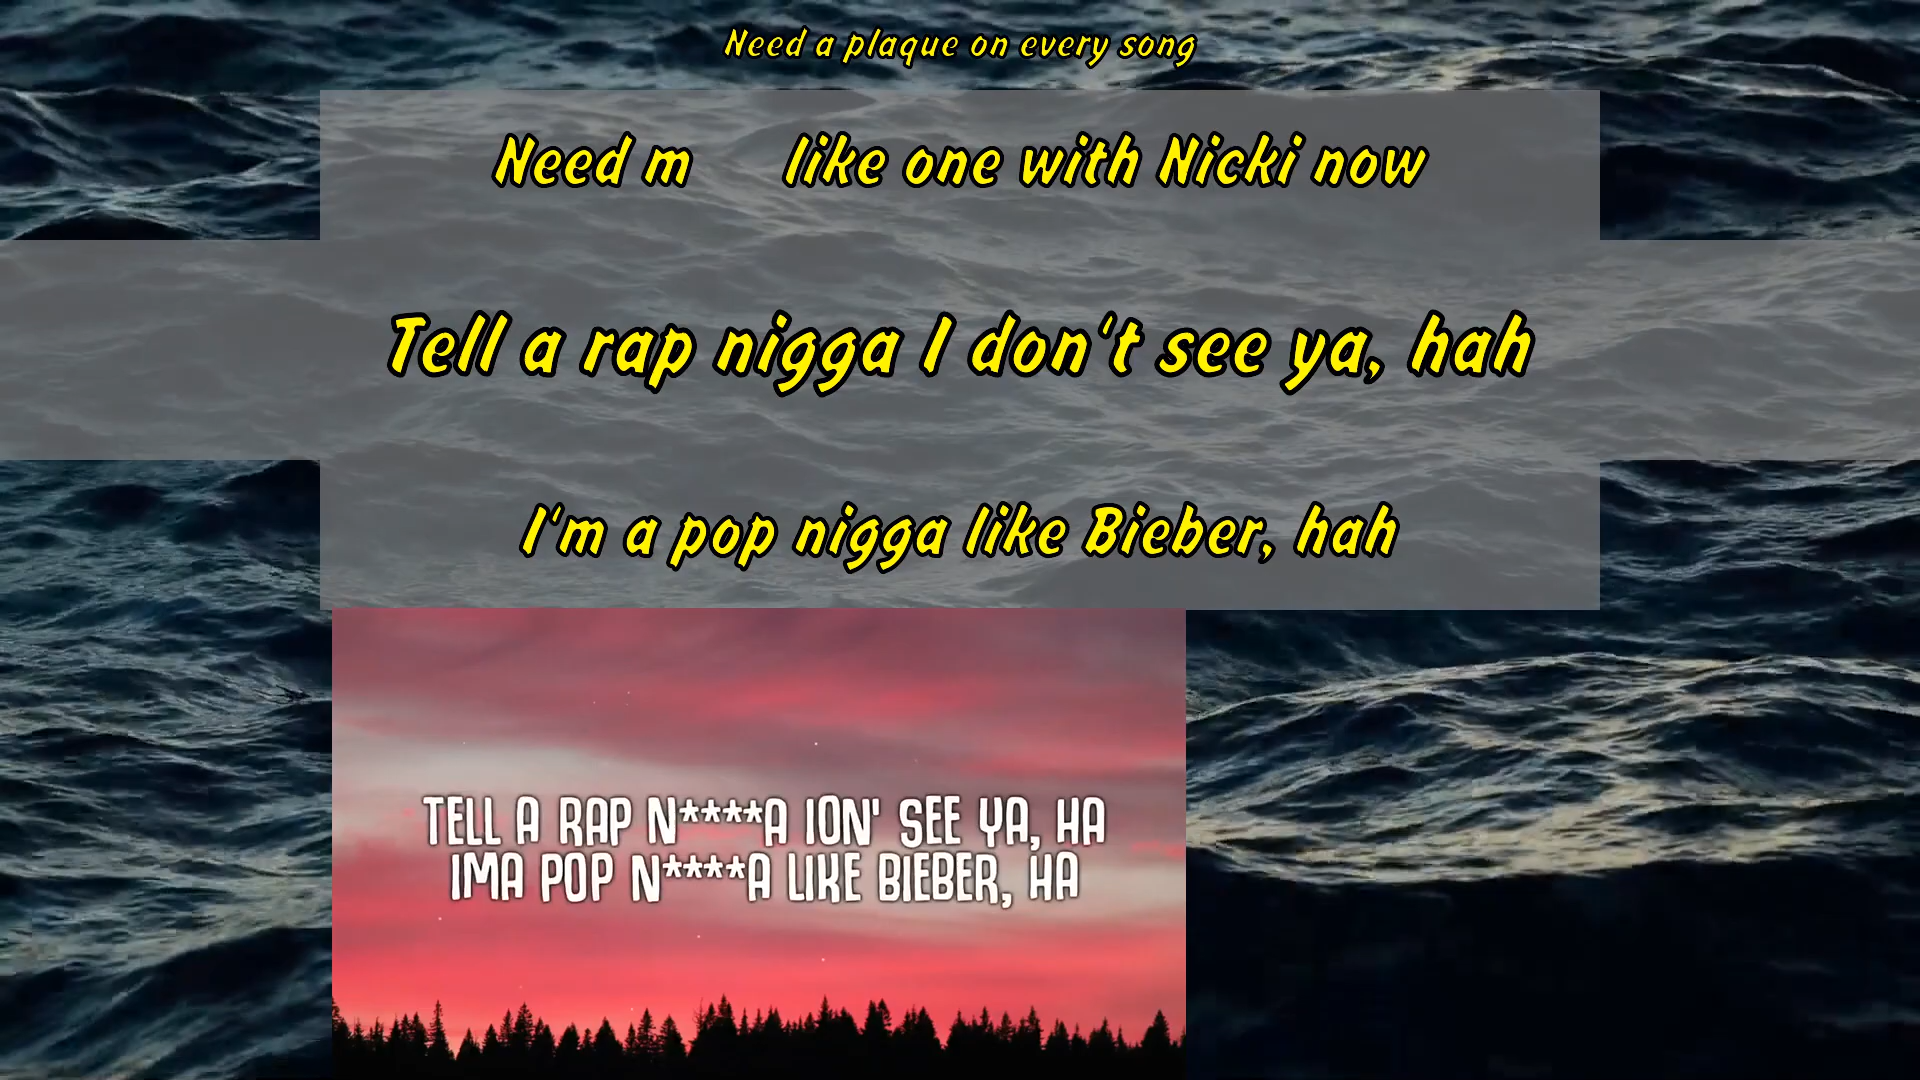 Need a plaque on every song
Need m like one with Nicki now
Tell a rap nigga I don't see ya, hah
I'm a pop nigga like Bieber, hah
TELL A RAP N****A ION' SEE YA, HA
IMA POP N****A LIKE BIEBER, HA